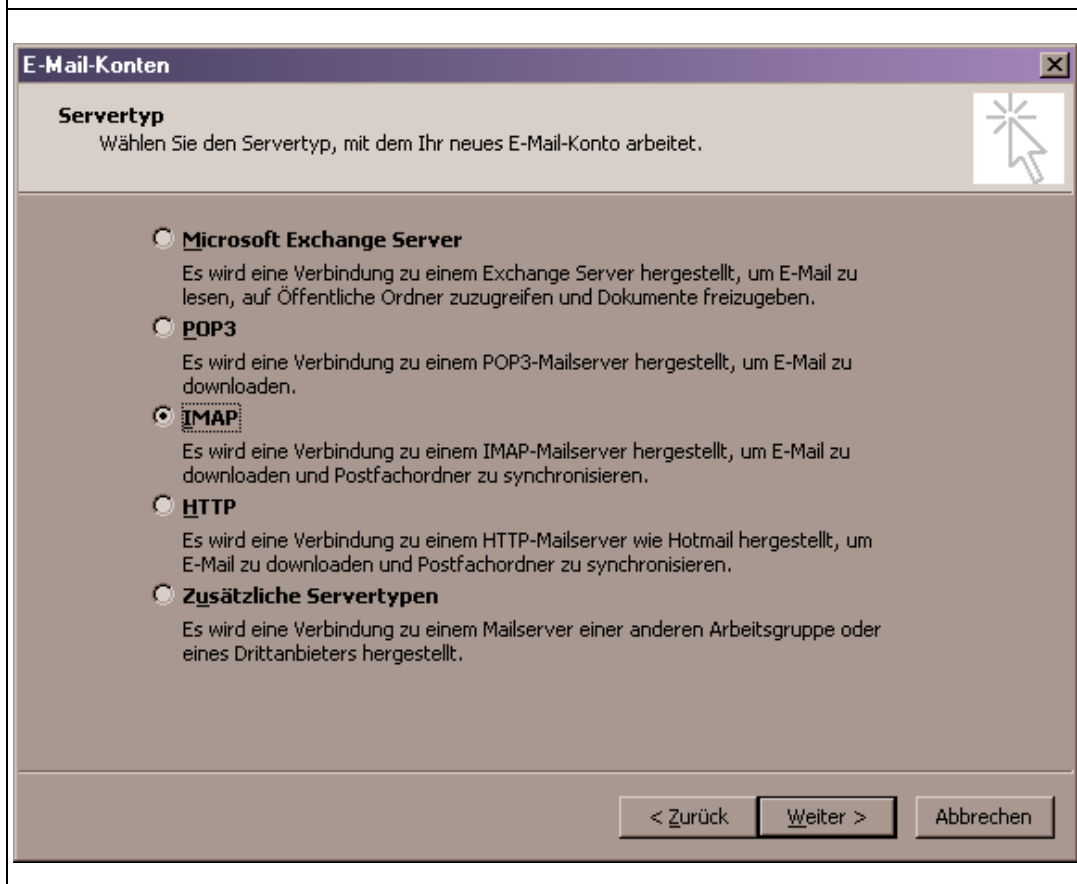 E-Mail-Konten
Servertyp
Wählen Sie den Servertyp, mit dem Ihr neues E-Mail-Konto arbeitet.
Microsoft Exchange Server
Es wird eine Verbindung zu einem Exchange Server hergestellt, um E-Mail zu
lesen, auf Öffentliche Ordner zuzugreifen und Dokumente freizugeben.
POP3
Es wird eine Verbindung zu einem POP3-Mailserver hergestellt, um E-Mail zu
downloaden.
IMAP
Es wird eine Verbindung zu einem IMAP-Mailserver hergestellt, um E-Mail zu
downloaden und Postfachordner zu synchronisieren.
HTTP
Es wird eine Verbindung zu einem HTTP-Mailserver wie Hotmail hergestellt, um
E-Mail zu downloaden und Postfachordner zu synchronisieren.
Zusätzliche Servertypen
Es wird eine Verbindung zu einem Mailserver einer anderen Arbeitsgruppe oder
eines Drittanbieters hergestellt.
< Zurück Weiter > Abbrechen